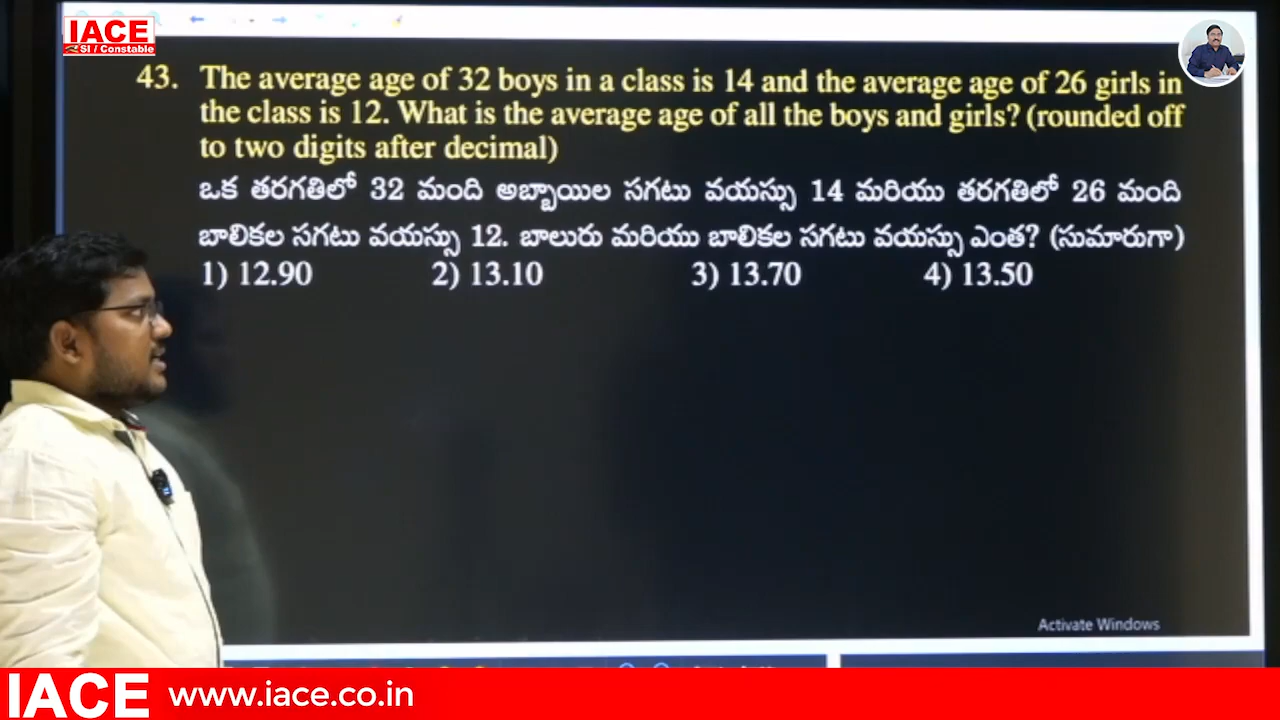 IACE
SI / Constable
43. The average age of 32 boys in a class is 14 and the average age of 26 girls in
the class is 12. What is the average age of all the boys and girls? (rounded off
to two digits after decimal)
ఒక తరగతిలో 32 మంది అబ్బాయిల సగటు వయస్సు 14 మరియు తరగతిలో 26 మంది
బాలికల సగటు వయస్సు 12. బాలురు మరియు బాలికల సగటు వయస్సు ఎంత? (సుమారుగా)
1) 12.90 2) 13.10 3) 13.70 4) 13.50
Activate Windows
IACE www.iace.co.in